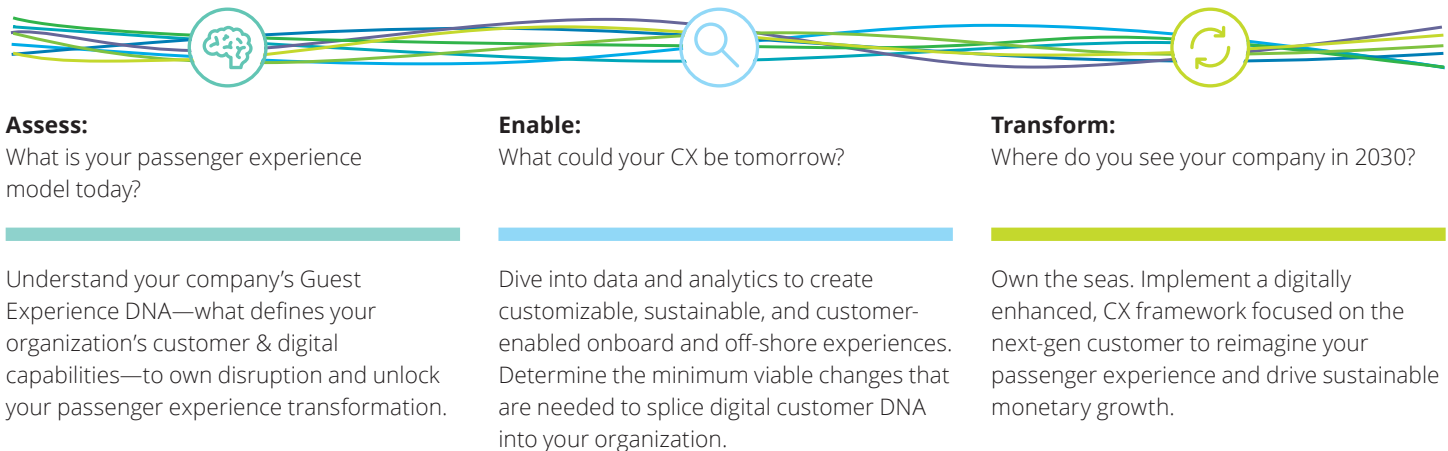 Assess:
What is your passenger experience
model today?
Understand your company’s Guest
Experience DNA—what defines your
organization’s customer & digital
capabilities—to own disruption and unlock
your passenger experience transformation.
Enable:
What could your CX be tomorrow?
Dive into data and analytics to create
customizable, sustainable, and customer-
enabled onboard and off-shore experiences.
Determine the minimum viable changes that
are needed to splice digital customer DNA
into your organization.
Transform:
Where do you see your company in 2030?
Own the seas. Implement a digitally
enhanced, CX framework focused on the
next-gen customer to reimagine your
passenger experience and drive sustainable
monetary growth.